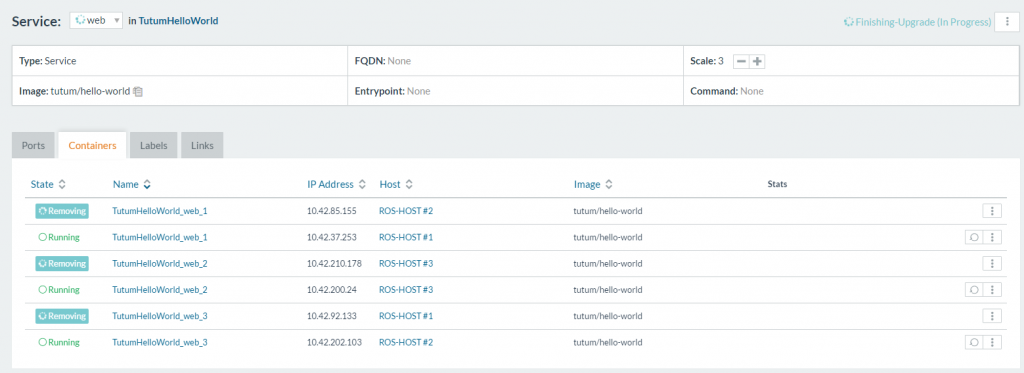 Service: web in TutumHelloWorld Finishing-Upgrade (In Progress)
Type: Service FQDN: None Scale: 3
Image: tutum/hello-world Entrypoint: None Command: None
Ports Containers Labels Links
State Name IP Address Host Image Stats
Removing TutumHelloWorld_web_1 10.42.85.155 ROS-HOST #2 tutum/hello-world
Running TutumHelloWorld_web_1 10.42.37.253 ROS-HOST #1 tutum/hello-world
Removing TutumHelloWorld_web_2 10.42.210.178 ROS-HOST #3 tutum/hello-world
Running TutumHelloWorld_web_2 10.42.200.24 ROS-HOST #3 tutum/hello-world
Removing TutumHelloWorld_web_3 10.42.92.133 ROS-HOST #1 tutum/hello-world
Running TutumHelloWorld_web_3 10.42.202.103 ROS-HOST #2 tutum/hello-world